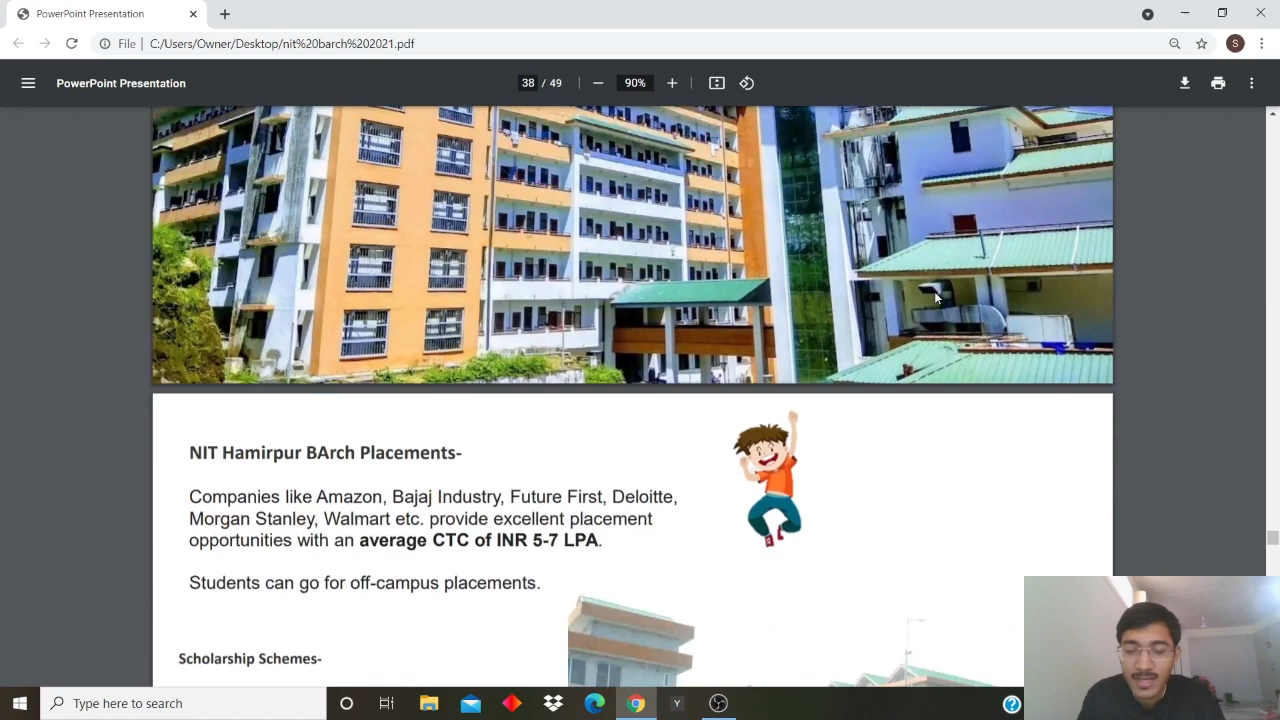 PowerPoint Presentation
File
C:/Users/Owner/Desktop/nit%20barch%202021.pdf
S
PowerPoint Presentation
38 / 49
90%
NIT Hamirpur BArch Placements-
Companies like Amazon, Bajaj Industry, Future First, Deloitte,
Morgan Stanley, Walmart etc. provide excellent placement
opportunities with an average CTC of INR 5-7 LPA.
Students can go for off-campus placements.
Scholarship Schemes-
Type here to search
Y